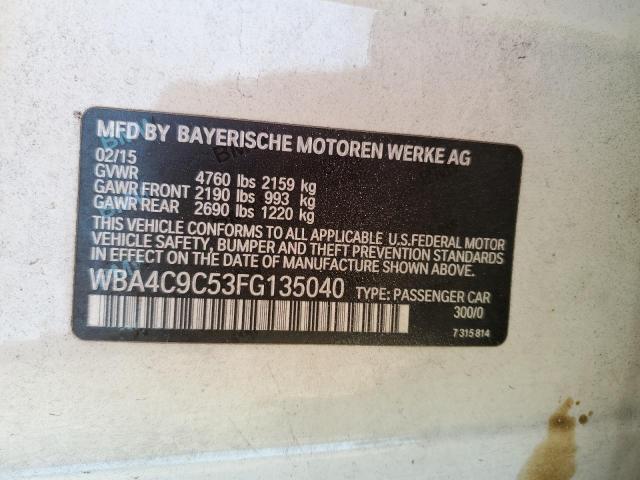 MFD BY BAYERISCHE MOTOREN WERKE AG
02/15
GVWR 4760 lbs 2159 kg
GAWR FRONT 2190 lbs 993 kg
GAWR REAR 2690 lbs 1220 kg
THIS VEHICLE CONFORMS TO ALL APPLICABLE U.S.FEDERAL MOTOR
VEHICLE SAFETY, BUMPER AND THEFT PREVENTION STANDARDS
IN EFFECT ON THE DATE OF MANUFACTURE SHOWN ABOVE.
WBA4C9C53FG135040 TYPE: PASSENGER CAR
300/0
7 315 814